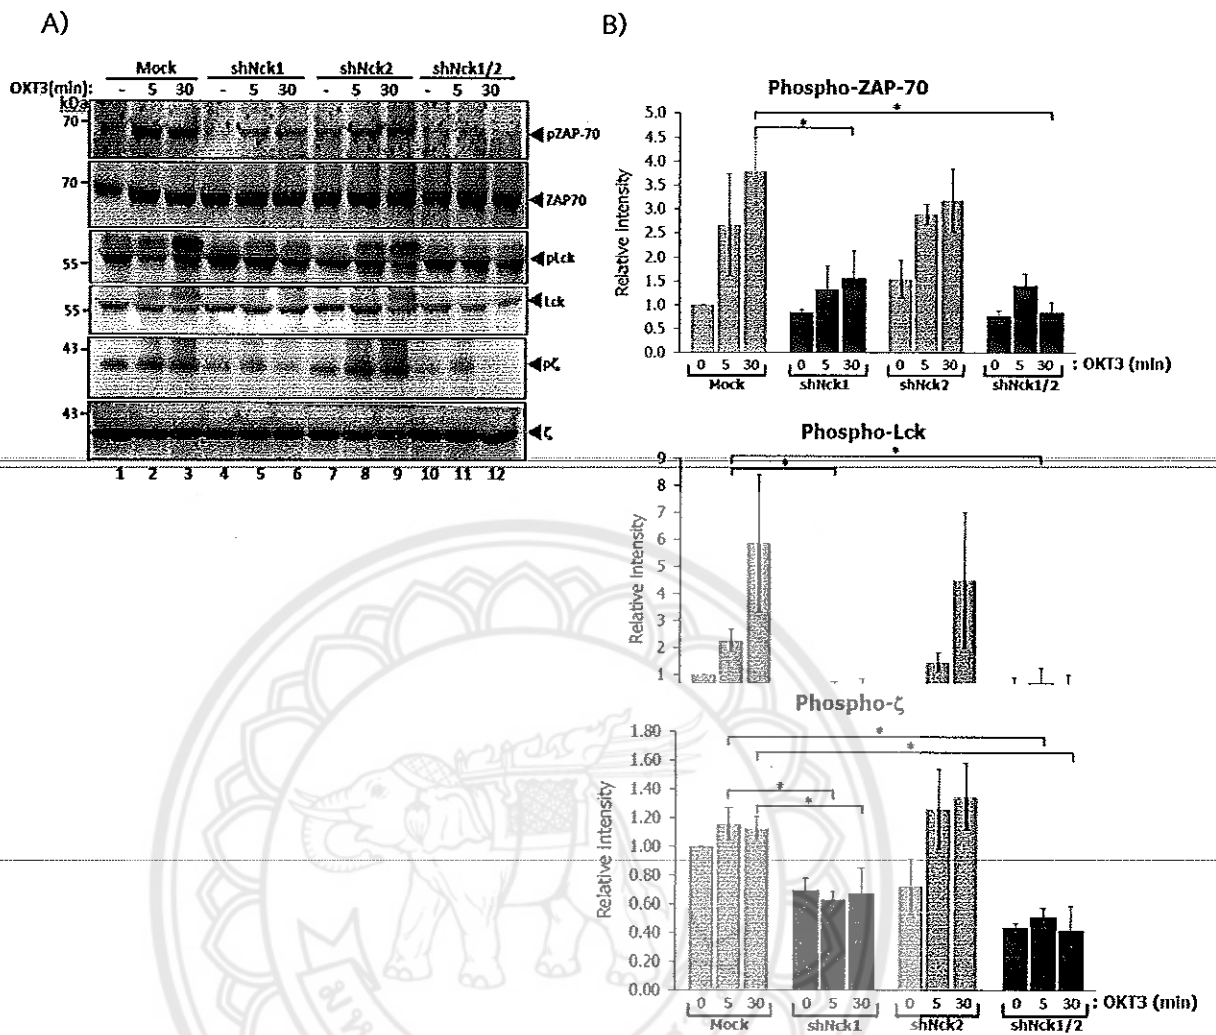 A)
Mock shNck1 shNck2 shNck1/2
OKT3(min): - 5 30 - 5 30 - 5 30 - 5 30
kDa
70 pZAP-70
70 ZAP70
55 pLck
55 Lck
43 pζ
43 ζ
1 2 3 4 5 6 7 8 9 10 11 12
B)
Phospho-ZAP-70
Relative Intensity
5.0
4.5
4.0
3.5
3.0
2.5
2.0
1.5
1.0
0.5
0.0
* *
0 5 30 0 5 30 0 5 30 0 5 30 : OKT3 (min)
Mock shNck1 shNck2 shNck1/2
Phospho-Lck
Relative Intensity
9
8
7
6
5
4
3
2
1
* *
Phospho-ζ
Relative Intensity
1.80
1.60
1.40
1.20
1.00
0.80
0.60
0.40
0.20
0.00
* * * *
0 5 30 0 5 30 0 5 30 0 5 30 : OKT3 (min)
Mock shNck1 shNck2 shNck1/2